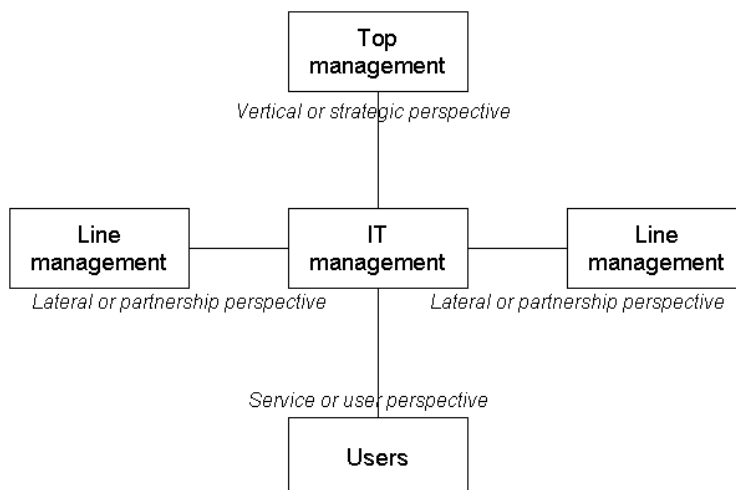 Top
management
Vertical or strategic perspective
Line
management
IT
management
Line
management
Lateral or partnership perspective
Lateral or partnership perspective
Service or user perspective
Users